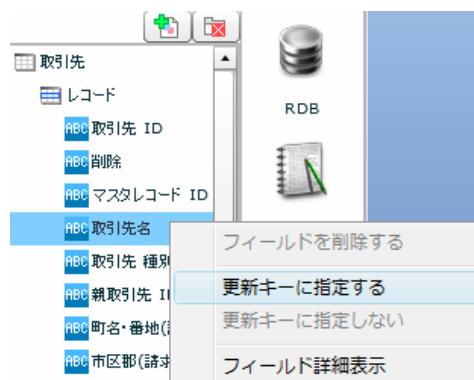 取引先
レコード
ABC 取引先 ID
ABC 削除
ABC マスタレコード ID
ABC 取引先名
ABC 取引先 種別
ABC 親取引先 I
ABC 町名・番地(
ABC 市区郡(請求
RDB
フィールドを削除する
更新キーに指定する
更新キーに指定しない
フィールド詳細表示